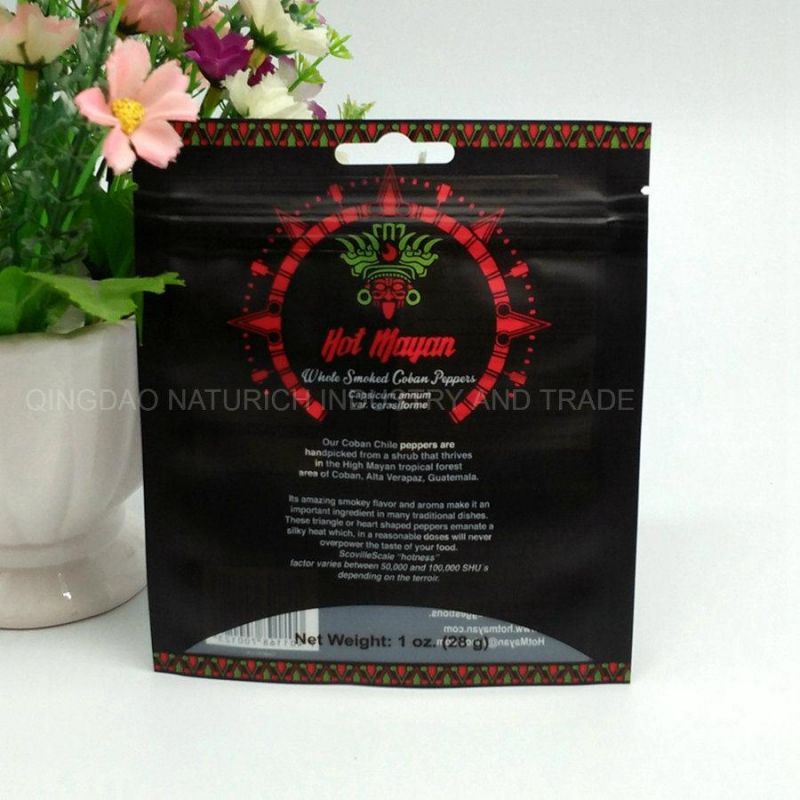 Hot Mayan
Whole Smoked Coban Peppers
Capsicum annum
QINGDAO NATURICH INDUSTRY AND TRADE
var. cerasiforme
Our Coban Chile peppers are
handpicked from a shrub that thrives
in the High Mayan tropical forest
area of Coban, Alta Verapaz, Guatemala.
Its amazing smokey flavor and aroma make it an
important ingredient in many traditional dishes.
These triangle or heart shaped peppers emanate a
silky heat which, in a reasonable doses will never
overpower the taste of your food.
ScovilleScale "hotness"
factor varies between 50,000 and 100,000 SHU's
depending on the terroir.
Net Weight: 1 oz. (28 g)